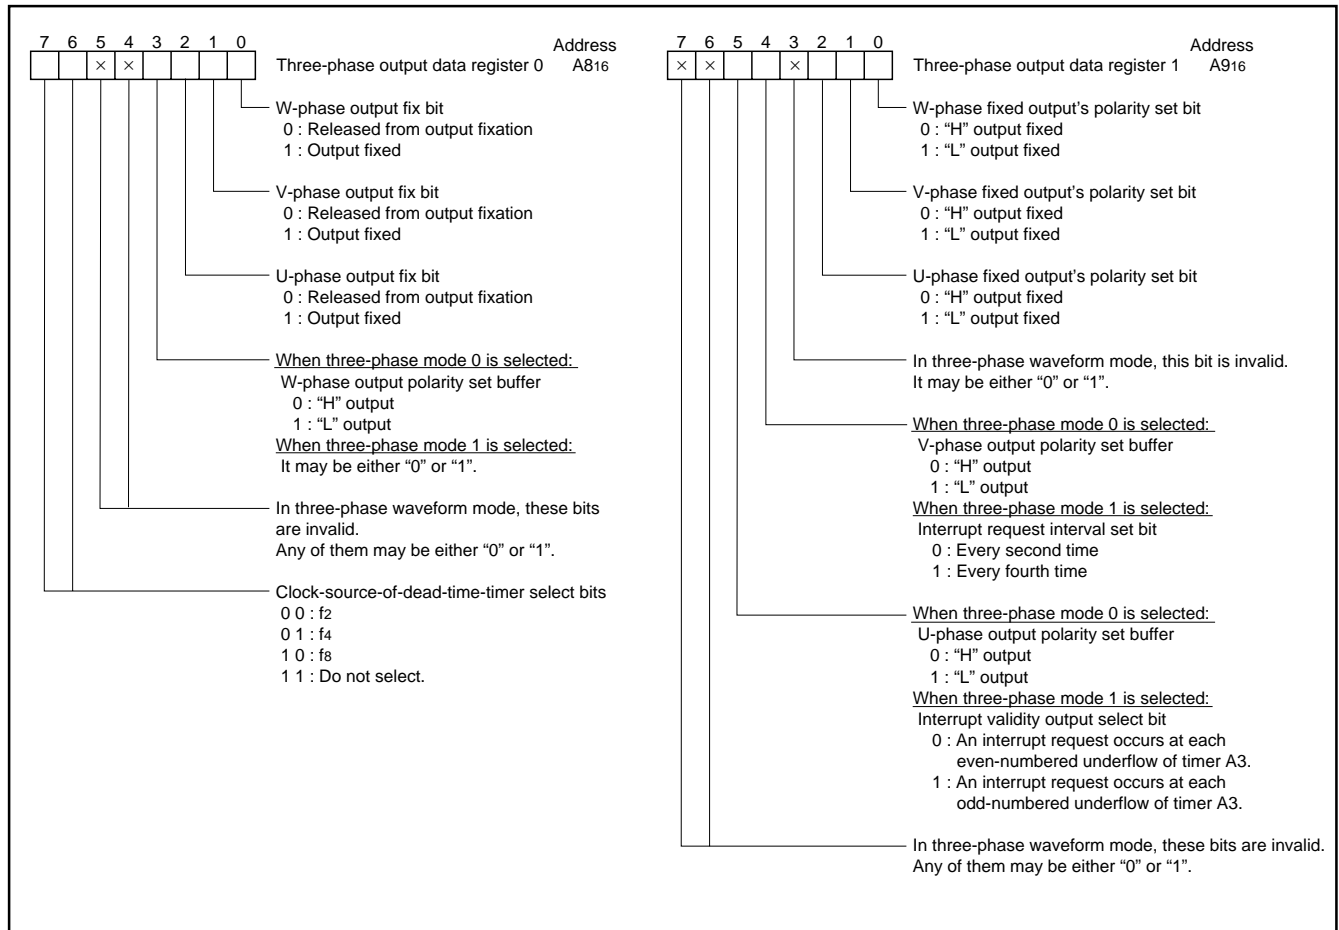 7 6 5 4 3 2 1 0
Address
× ×
Three-phase output data register 0 A816
W-phase output fix bit
0 : Released from output fixation
1 : Output fixed
V-phase output fix bit
0 : Released from output fixation
1 : Output fixed
U-phase output fix bit
0 : Released from output fixation
1 : Output fixed
When three-phase mode 0 is selected:
W-phase output polarity set buffer
0 : “H” output
1 : “L” output
When three-phase mode 1 is selected:
It may be either “0” or “1”.
In three-phase waveform mode, these bits
are invalid.
Any of them may be either “0” or “1”.
Clock-source-of-dead-time-timer select bits
0 0 : f2
0 1 : f4
1 0 : f8
1 1 : Do not select.
7 6 5 4 3 2 1 0
Address
× × ×
Three-phase output data register 1 A916
W-phase fixed output’s polarity set bit
0 : “H” output fixed
1 : “L” output fixed
V-phase fixed output’s polarity set bit
0 : “H” output fixed
1 : “L” output fixed
U-phase fixed output’s polarity set bit
0 : “H” output fixed
1 : “L” output fixed
In three-phase waveform mode, this bit is invalid.
It may be either “0” or “1”.
When three-phase mode 0 is selected:
V-phase output polarity set buffer
0 : “H” output
1 : “L” output
When three-phase mode 1 is selected:
Interrupt request interval set bit
0 : Every second time
1 : Every fourth time
When three-phase mode 0 is selected:
U-phase output polarity set buffer
0 : “H” output
1 : “L” output
When three-phase mode 1 is selected:
Interrupt validity output select bit
0 : An interrupt request occurs at each
even-numbered underflow of timer A3.
1 : An interrupt request occurs at each
odd-numbered underflow of timer A3.
In three-phase waveform mode, these bits are invalid.
Any of them may be either “0” or “1”.